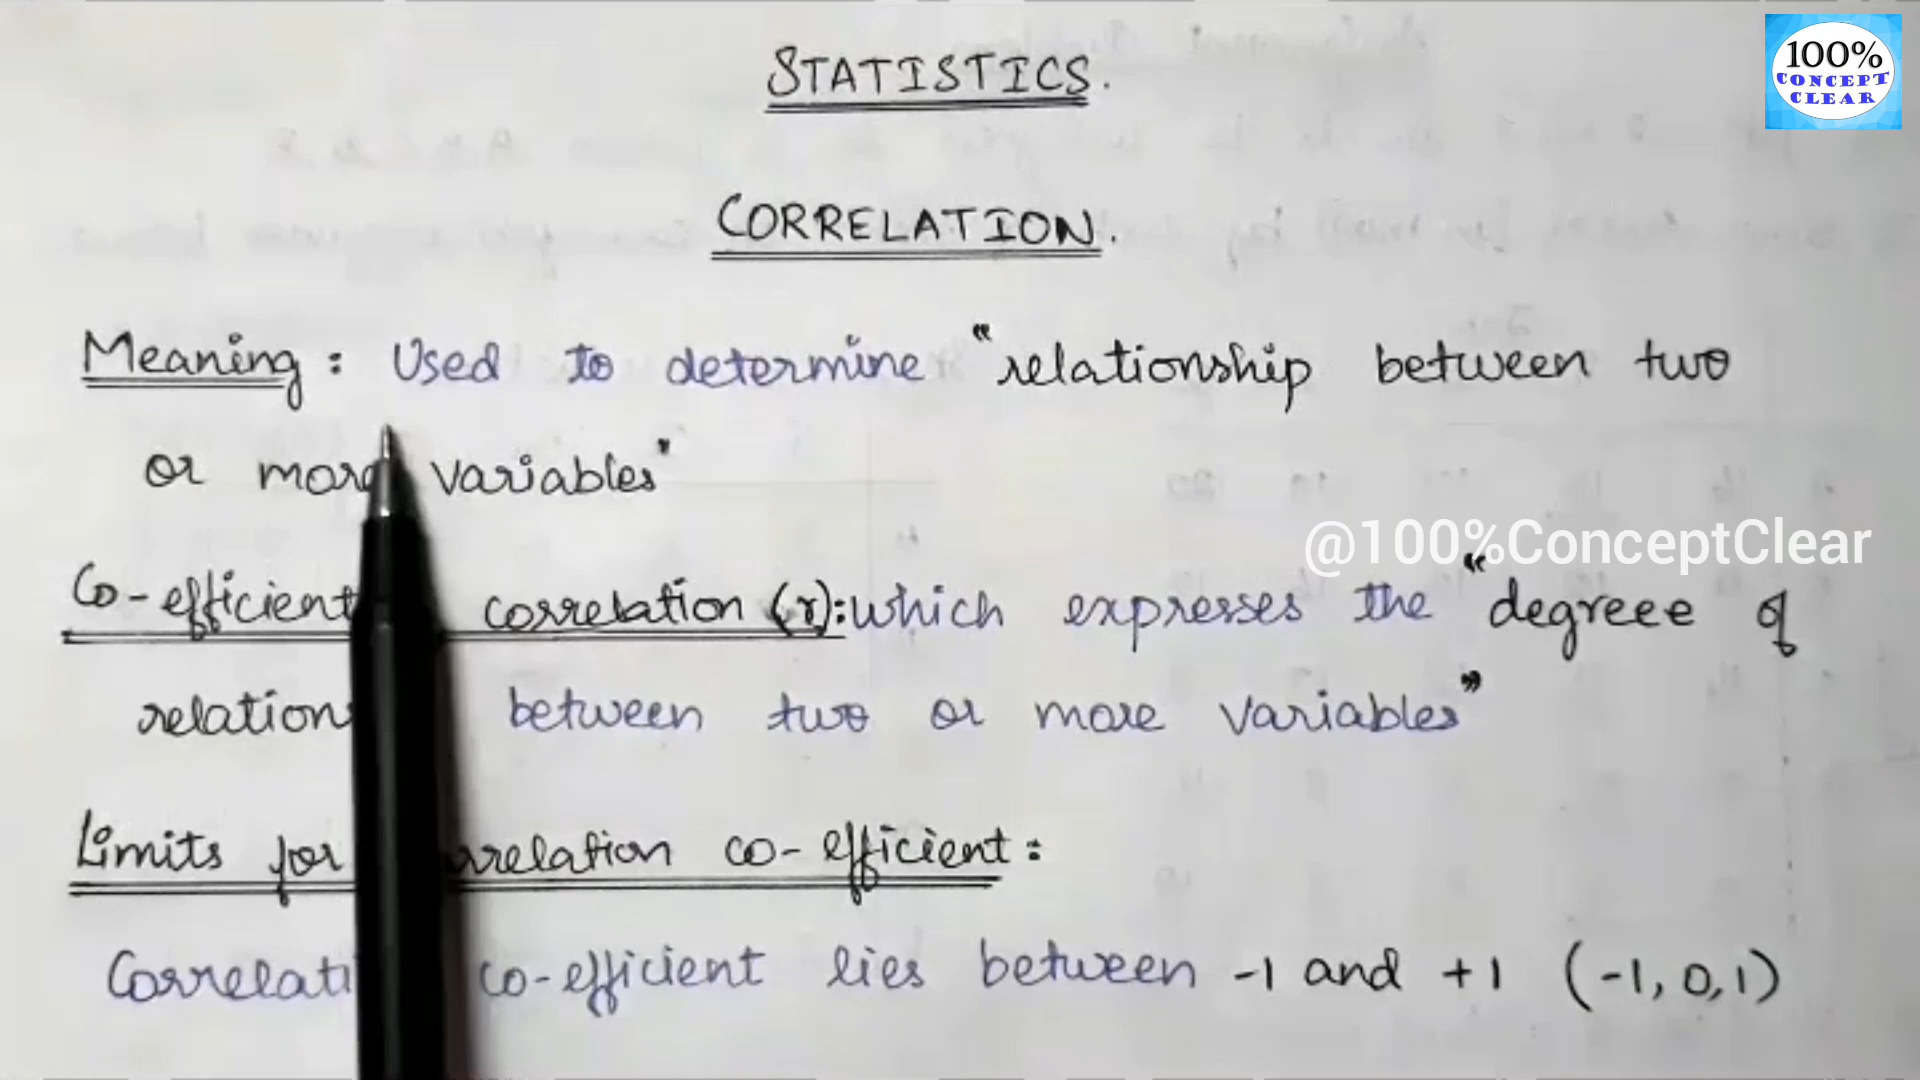 STATISTICS.
100%
CONCEPT
CLEAR
CORRELATION.
Meaning: Used to determine "relationship between two
or more variables"
@100%ConceptClear
Co-efficient correlation (r): which expresses the "degreee of
between two or more variables"
Limits for co-efficient:
co-efficient lies between -1 and +1 (-1, 0, 1)